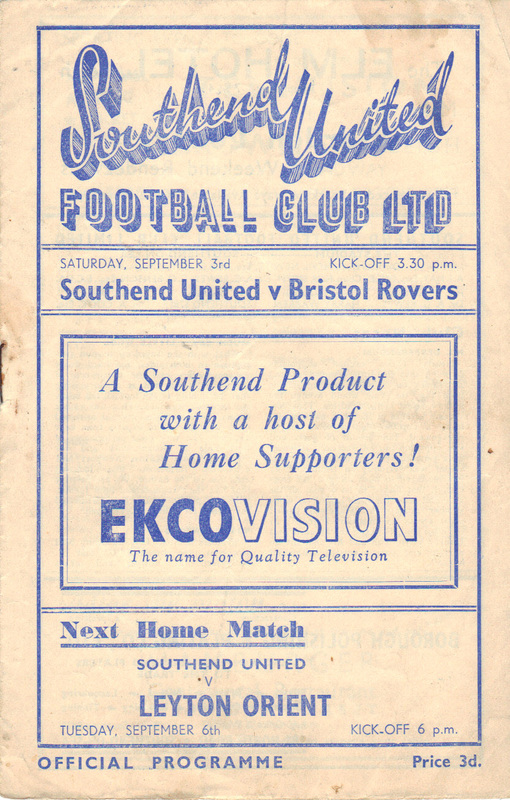 Southend United
FOOTBALL CLUB LTD
SATURDAY, SEPTEMBER 3rd KICK-OFF 3.30 p.m.
Southend United v Bristol Rovers
A Southend Product
with a host of
Home Supporters!
EKCOVISION
The name for Quality Television
Next Home Match
SOUTHEND UNITED
V
LEYTON ORIENT
TUESDAY, SEPTEMBER 6th KICK-OFF 6 p.m.
OFFICIAL PROGRAMME Price 3d.